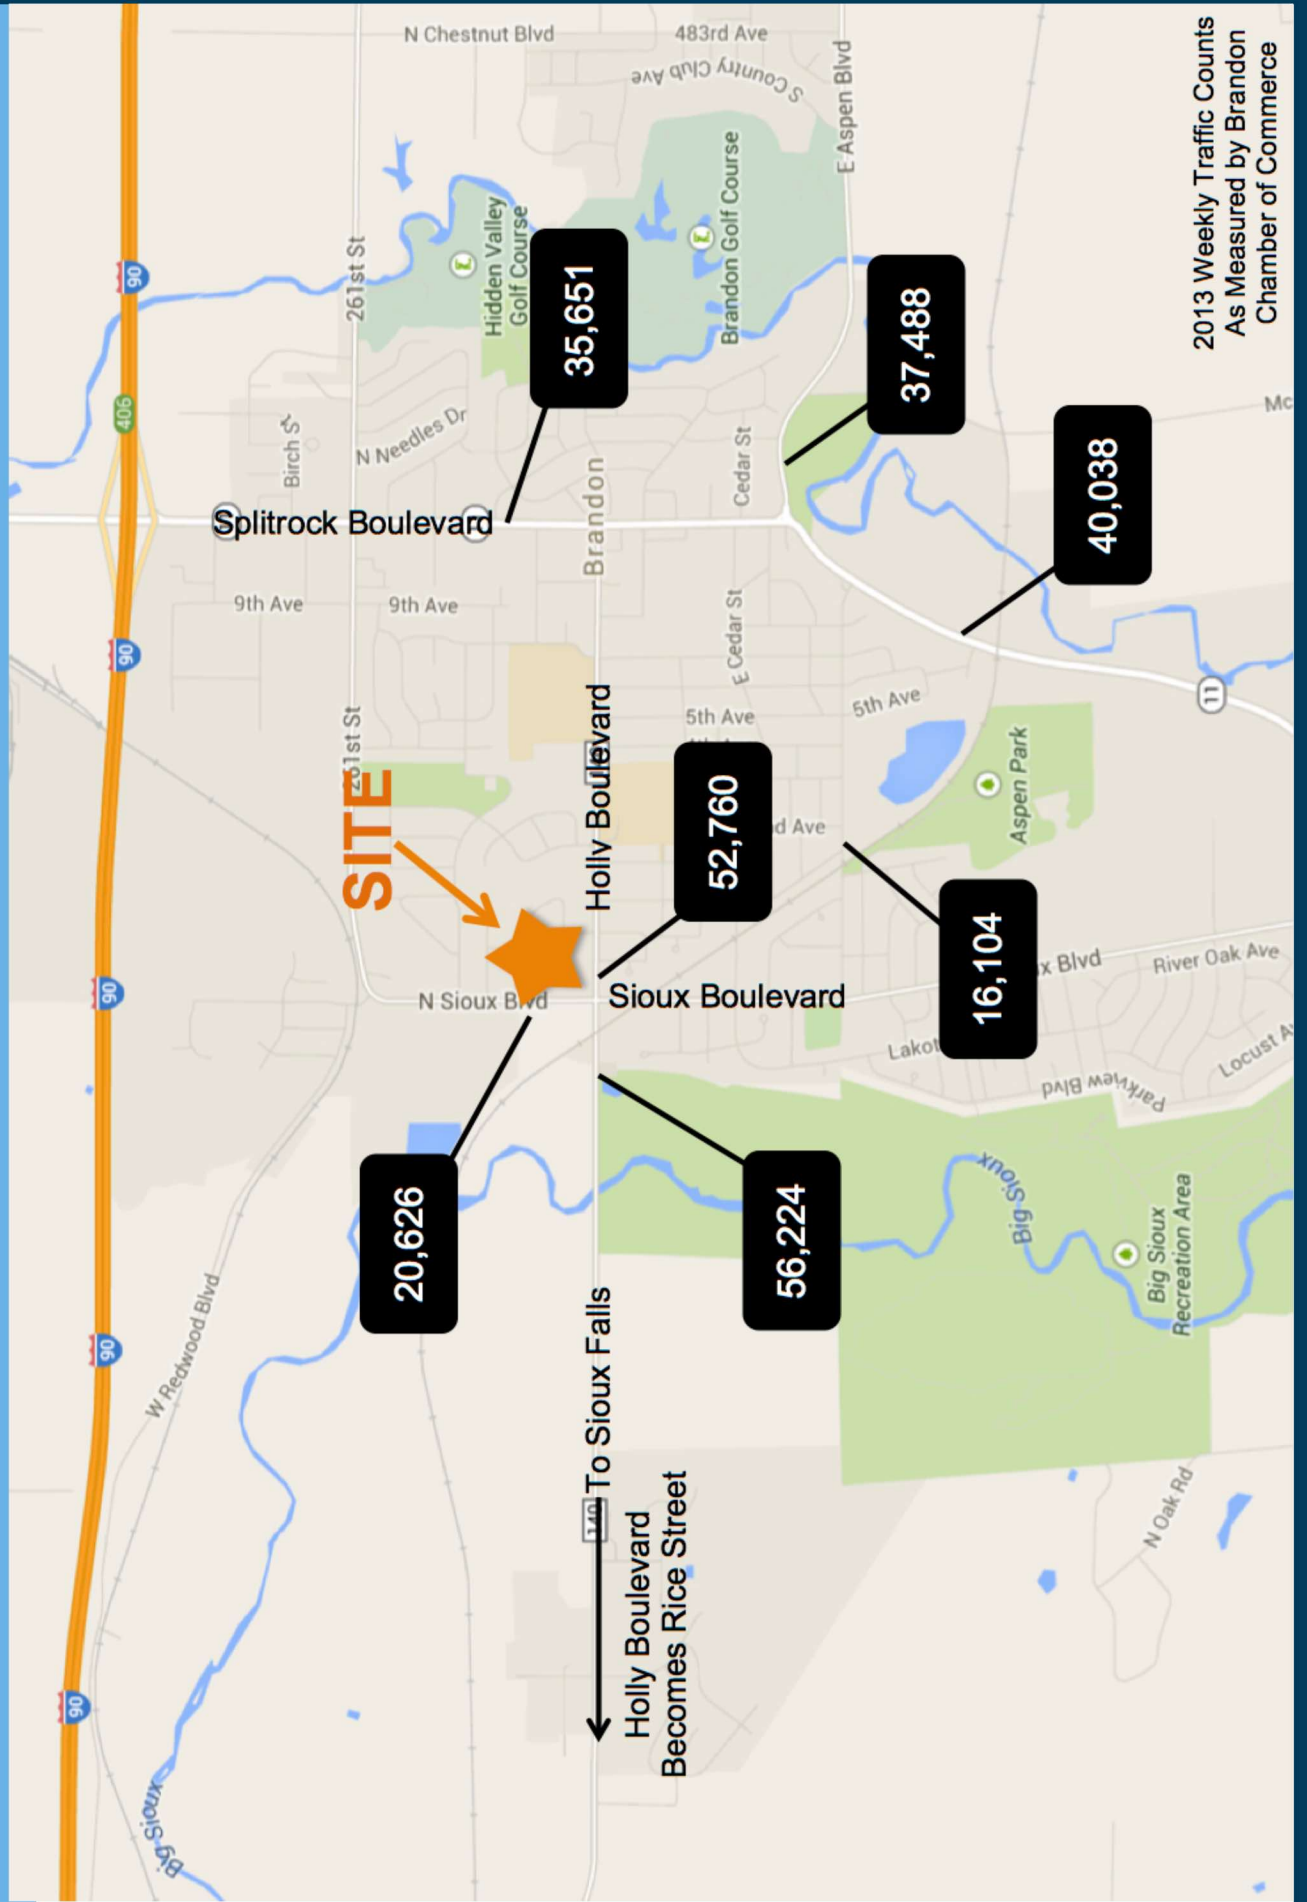 N Chestnut Blvd
483rd Ave
S Country Club Ave
E Aspen Blvd
2013 Weekly Traffic Counts
As Measured by Brandon
Chamber of Commerce
90
261st St
Hidden Valley
Golf Course
Brandon Golf Course
35,651
37,488
406
Birch St
N Needles Dr
Cedar St
40,038
Splitrock Boulevard
Brandon
9th Ave
9th Ave
E Cedar St
90
261st St
SITE
Holly Boulevard
5th Ave
5th Ave
11
52,760
d Ave
Aspen Park
90
N Sioux Blvd
Sioux Boulevard
16,104
x Blvd
River Oak Ave
Lakot
Parkview Blvd
Locust A
20,626
56,224
Big Sioux
Big Sioux
Recreation Area
90
W Redwood Blvd
To Sioux Falls
140
Holly Boulevard
Becomes Rice Street
N Oak Rd
90
Big Sioux
Mc